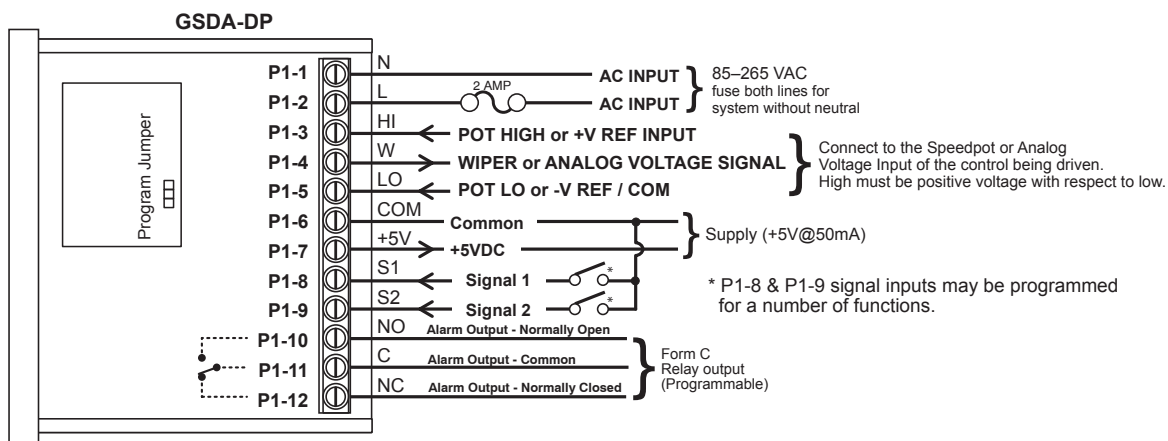 GSDA-DP
Program Jumper
P1-1 N AC INPUT
2 AMP
P1-2 L AC INPUT
85–265 VAC
fuse both lines for
system without neutral
P1-3 HI POT HIGH or +V REF INPUT
P1-4 W WIPER or ANALOG VOLTAGE SIGNAL
P1-5 LO POT LO or -V REF / COM
Connect to the Speedpot or Analog
Voltage Input of the control being driven.
High must be positive voltage with respect to low.
P1-6 COM Common
P1-7 +5V +5VDC
Supply (+5V@50mA)
P1-8 S1 Signal 1 *
P1-9 S2 Signal 2 *
* P1-8 & P1-9 signal inputs may be programmed
for a number of functions.
P1-10 NO Alarm Output - Normally Open
P1-11 C Alarm Output - Common
P1-12 NC Alarm Output - Normally Closed
Form C
Relay output
(Programmable)